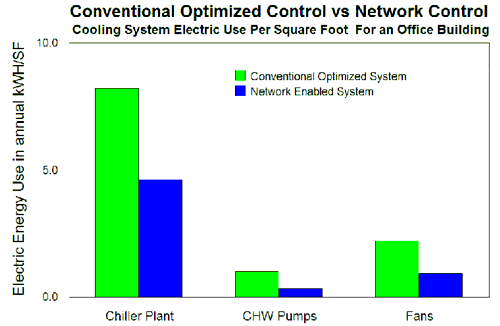 Conventional Optimized Control vs Network Control
Cooling System Electric Use Per Square Foot For an Office Building
10.0
Conventional Optimized System
Network Enabled System
Electric Energy Use in annual kWH/SF
5.0
0.0
Chiller Plant
CHW Pumps
Fans